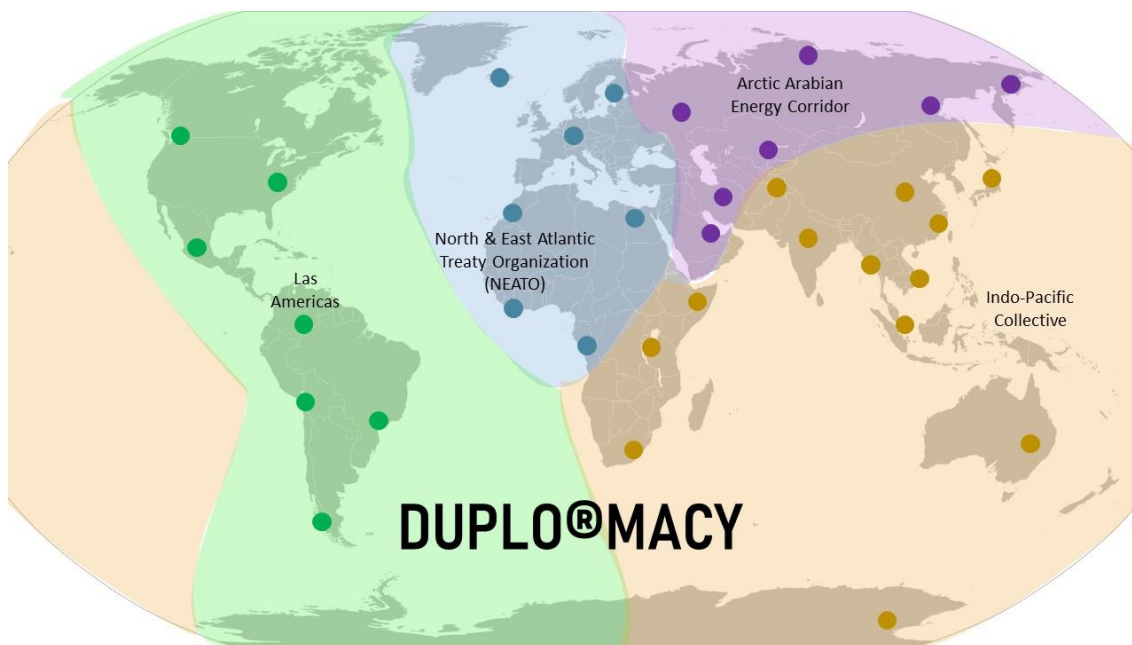 Arctic Arabian
Energy Corridor
North & East Atlantic
Treaty Organization
(NEATO)
Las
Americas
Indo-Pacific
Collective
DUPLO®MACY